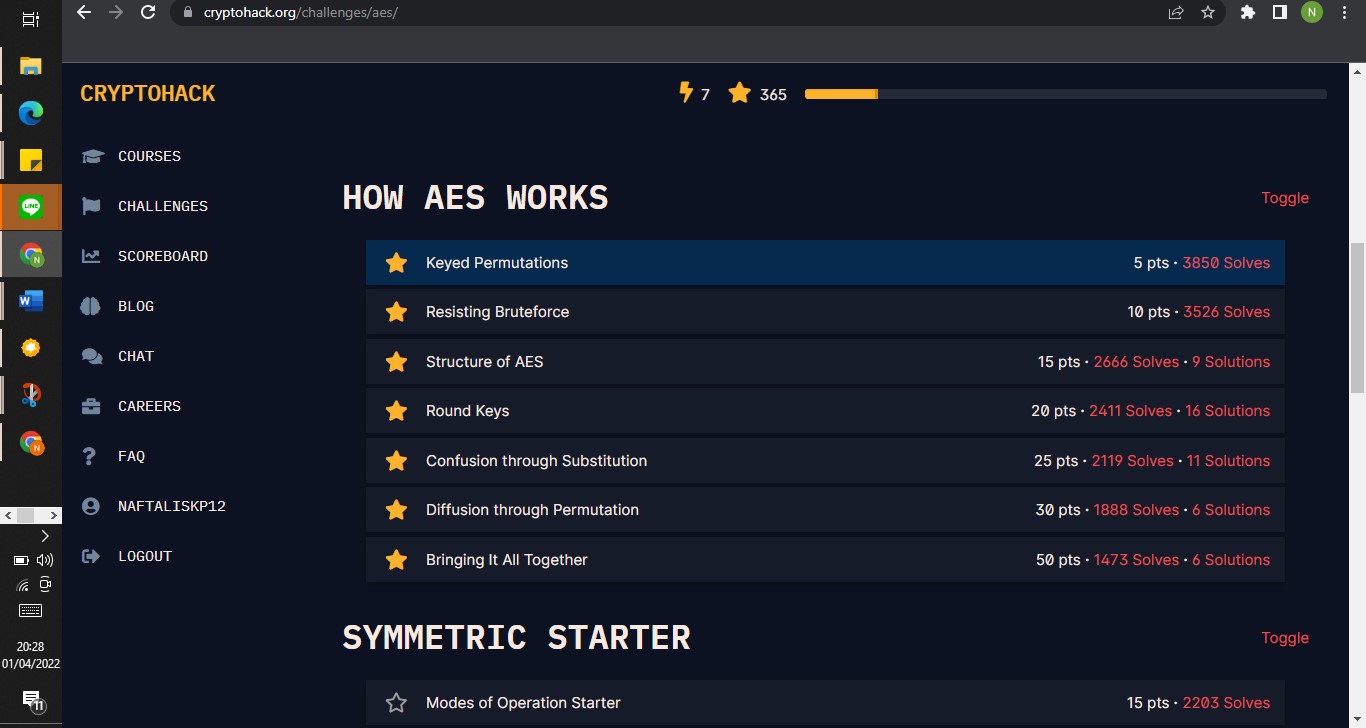 cryptohack.org/challenges/aes/
N
CRYPTOHACK
7
365
COURSES
CHALLENGES
SCOREBOARD
BLOG
CHAT
CAREERS
FAQ
NAFTALISKP12
LOGOUT
HOW AES WORKS
Toggle
Keyed Permutations 5 pts · 3850 Solves
Resisting Bruteforce 10 pts · 3526 Solves
Structure of AES 15 pts · 2666 Solves · 9 Solutions
Round Keys 20 pts · 2411 Solves · 16 Solutions
Confusion through Substitution 25 pts · 2119 Solves · 11 Solutions
Diffusion through Permutation 30 pts · 1888 Solves · 6 Solutions
Bringing It All Together 50 pts · 1473 Solves · 6 Solutions
SYMMETRIC STARTER
Toggle
Modes of Operation Starter 15 pts · 2203 Solves
LINE
N
W
N
20:28
01/04/2022
11